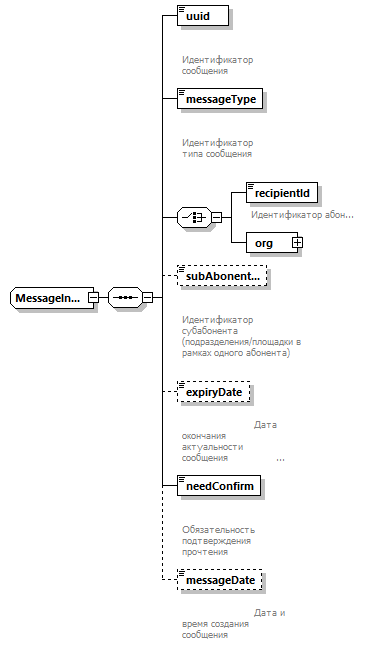 uuid
Идентификатор
сообщения
messageType
Идентификатор
типа сообщения
recipientId
Идентификатор абон...
org
subAbonent...
MessageIn...
Идентификатор
субабонента
(подразделения/площадки в
рамках одного абонента)
expiryDate
Дата
окончания
актуальности
сообщения ...
needConfirm
Обязательность
подтверждения
прочтения
messageDate
Дата и
время создания
сообщения